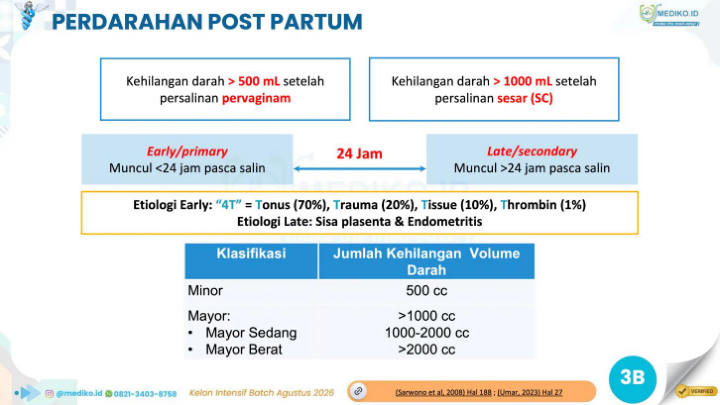 PERDARAHAN POST PARTUM
MEDIKO.ID
Kehilangan darah > 500 mL setelah
persalinan pervaginam
Kehilangan darah > 1000 mL setelah
persalinan sesar (SC)
Early/primary
Muncul <24 jam pasca salin
24 Jam
Late/secondary
Muncul >24 jam pasca salin
MEDIKO.ID
Etiologi Early: “4T” = Tonus (70%), Trauma (20%), Tissue (10%), Thrombin (1%)
Etiologi Late: Sisa plasenta & Endometritis
Klasifikasi Jumlah Kehilangan Volume
Darah
Minor 500 cc
Mayor: >1000 cc
• Mayor Sedang 1000-2000 cc
• Mayor Berat >2000 cc
3B
@mediko.id 0821-3403-8758 Kelon Intensif Batch Agustus 2026 (Sarwono et al, 2008) Hal 188 ; (Umar, 2023) Hal 27
VERIFIED